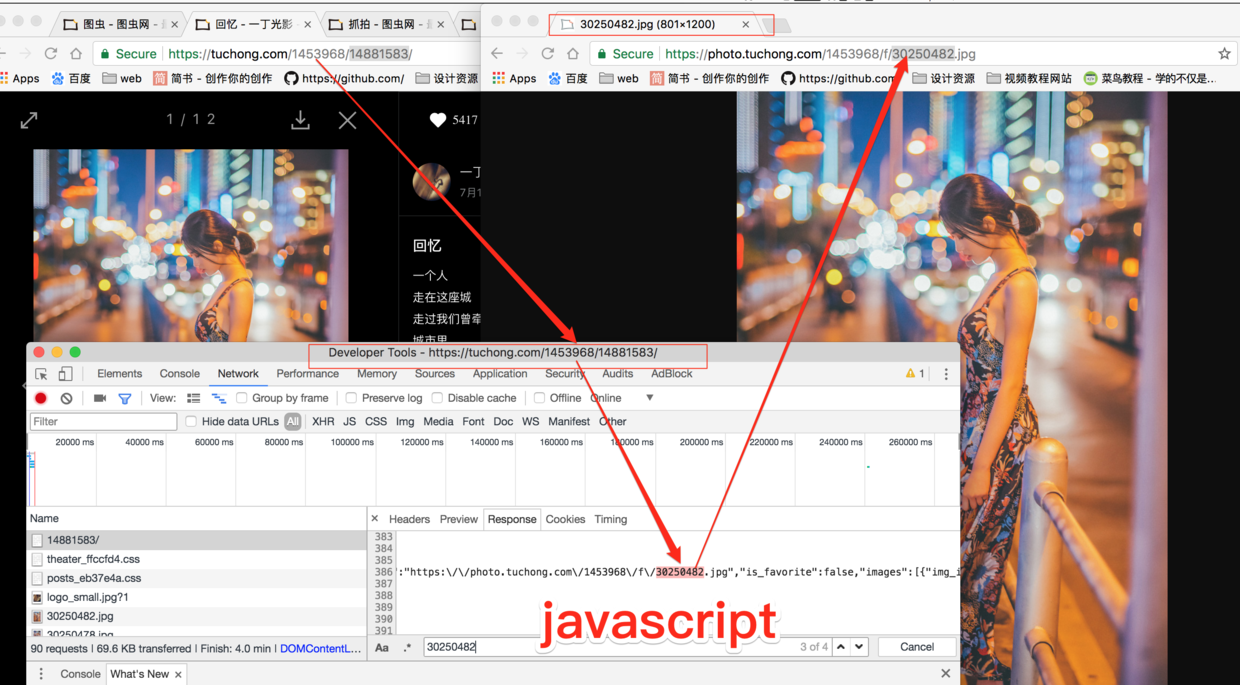 图虫 - 图虫网 -
回忆 - 一丁光影
抓拍 - 图虫网 -
30250482.jpg (801×1200)
Secure
https://tuchong.com/1453968/14881583/
Secure
https://photo.tuchong.com/1453968/f/30250482.jpg
Apps
百度
web
简
简书 - 创作你的创作
https://github.com/
设计资源
Apps
百度
web
简
简书 - 创作你的创作
https://github.com
设计资源
视频教程网站
菜鸟教程 - 学的不仅是...
1 / 1 2
5417
一丁
7月1
回忆
一个人
走在这座城
走过我们曾牵
城市里
Developer Tools - https://tuchong.com/1453968/14881583/
Elements
Console
Network
Performance
Memory
Sources
Application
Security
Audits
AdBlock
1
View:
Group by frame
Preserve log
Disable cache
Offline
Online
Filter
Hide data URLs
All
XHR
JS
CSS
Img
Media
Font
Doc
WS
Manifest
Other
20000 ms
40000 ms
60000 ms
80000 ms
100000 ms
120000 ms
140000 ms
160000 ms
180000 ms
200000 ms
220000 ms
240000 ms
260000 ms
Name
Headers
Preview
Response
Cookies
Timing
14881583/
theater_ffccfd4.css
posts_eb37e4a.css
logo_small.jpg?1
30250482.jpg
30250478.jpg
383
384
385
386
:"https:\/\/photo.tuchong.com\/1453968\/f\/30250482.jpg","is_favorite":false,"images":[{"img_i
387
388
389
390
391
javascript
90 requests | 69.6 KB transferred | Finish: 4.0 min | DOMContentL...
Aa
.*
30250482
3 of 4
Cancel
Console
What's New